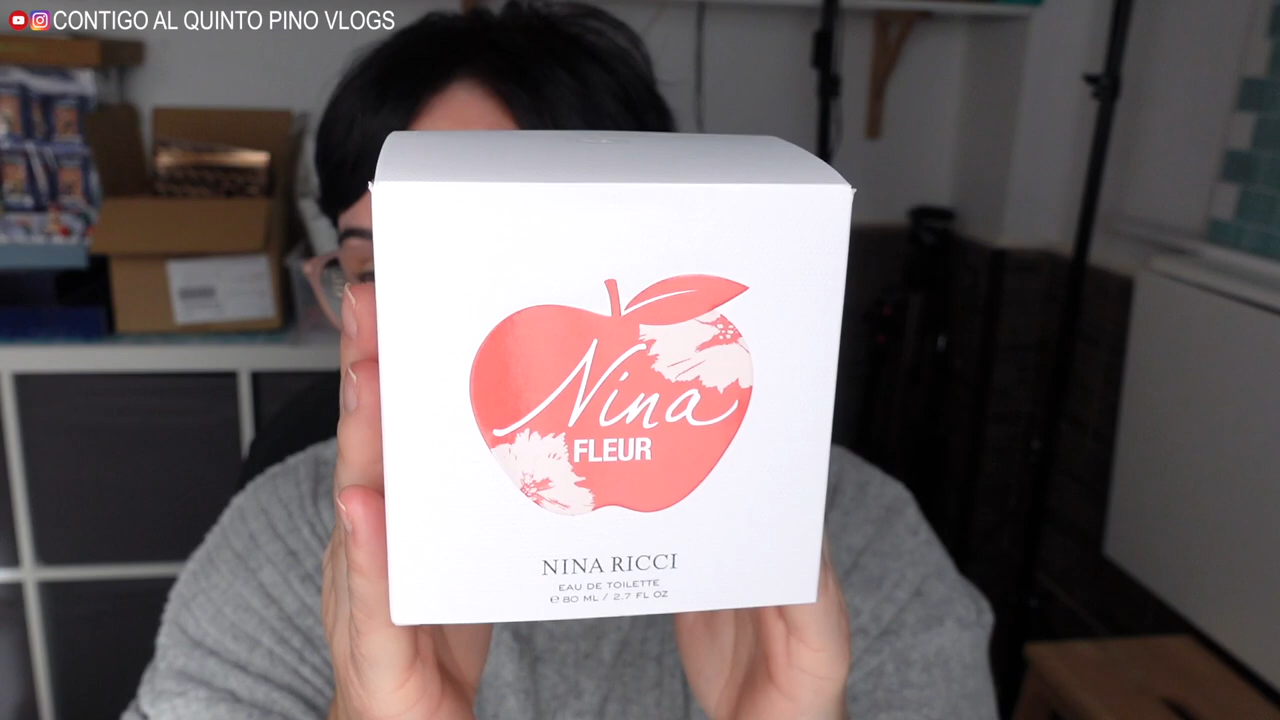 CONTIGO AL QUINTO PINO VLOGS
Nina
FLEUR
NINA RICCI
EAU DE TOILETTE
℮ 80 ML / 2.7 FL OZ